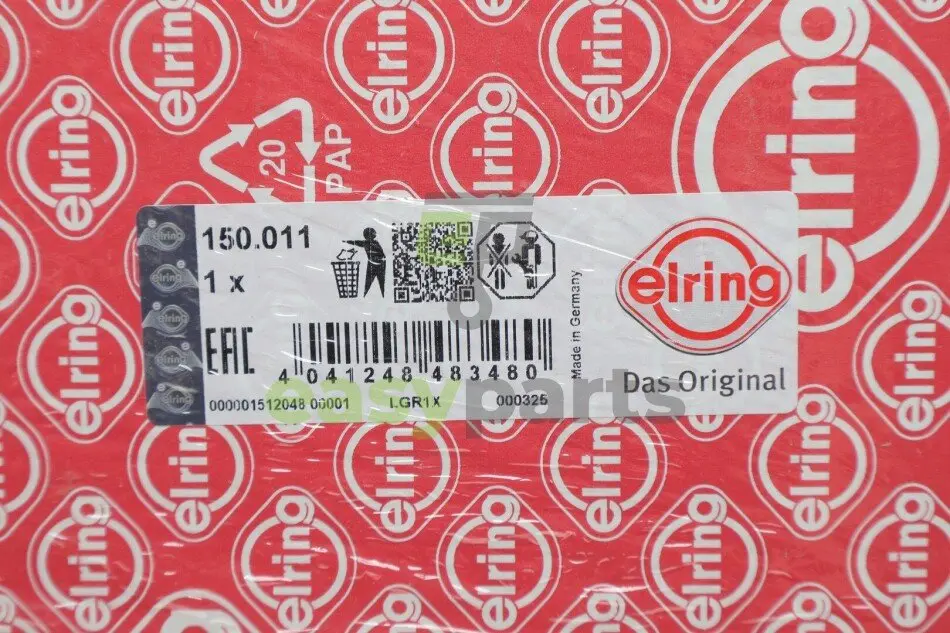 20
PAP
150.011
1 x
EAC
4 041248 483480
000001512048 00001 LGR1X 000325
Made in Germany
elring
Das Original
easyparts
elring